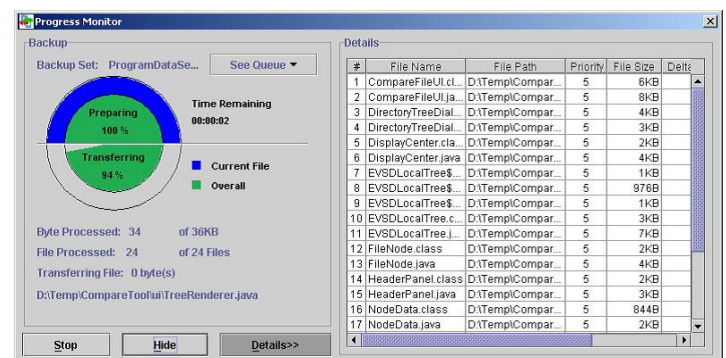 Progress Monitor
Backup
Backup Set: ProgramDataSe...
See Queue
Preparing
100 %
Transferring
94 %
Time Remaining
00:00:02
Current File
Overall
Byte Processed: 34 of 36KB
File Processed: 24 of 24 Files
Transferring File: 0 byte(s)
D:\Temp\CompareTool\ui\TreeRenderer.java
Stop
Hide
Details>>
Details
# File Name File Path Priority File Size Delta
1 CompareFileUI.cl... D:\Temp\Compar... 5 6KB
2 CompareFileUI.ja... D:\Temp\Compar... 5 8KB
3 DirectoryTreeDial... D:\Temp\Compar... 5 4KB
4 DirectoryTreeDial... D:\Temp\Compar... 5 3KB
5 DisplayCenter.cla... D:\Temp\Compar... 5 2KB
6 DisplayCenter.java D:\Temp\Compar... 5 4KB
7 EVSDLocalTree$... D:\Temp\Compar... 5 1KB
8 EVSDLocalTree$... D:\Temp\Compar... 5 976B
9 EVSDLocalTree$... D:\Temp\Compar... 5 1KB
10 EVSDLocalTree.c... D:\Temp\Compar... 5 3KB
11 EVSDLocalTree.j... D:\Temp\Compar... 5 7KB
12 FileNode.class D:\Temp\Compar... 5 2KB
13 FileNode.java D:\Temp\Compar... 5 4KB
14 HeaderPanel.class D:\Temp\Compar... 5 2KB
15 HeaderPanel.java D:\Temp\Compar... 5 3KB
16 NodeData.class D:\Temp\Compar... 5 844B
17 NodeData.java D:\Temp\Compar... 5 2KB